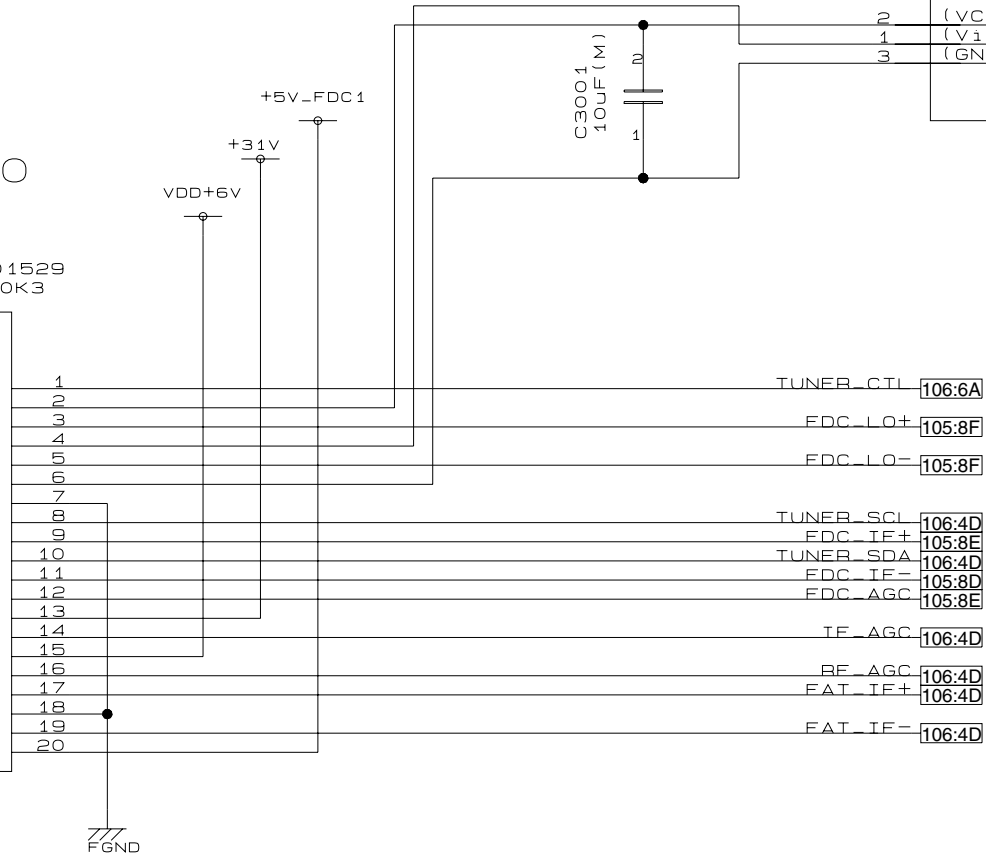 2 (VC
1 (Vi
3 (GN
C3001
10uF(M)
2
1
+5V_FDC1
+31V
VDD+6V
O
1529
0K3
1 TUNER_CTL 106:6A
2
3 FDC_LO+ 105:8F
4
5 FDC_LO- 105:8F
6
7
8 TUNER_SCL 106:4D
9 FDC_IF+ 105:8E
10 TUNER_SDA 106:4D
11 FDC_IF- 105:8D
12 FDC_AGC 105:8E
13
14 IF_AGC 106:4D
15
16 RF_AGC 106:4D
17 FAT_IF+ 106:4D
18
19 FAT_IF- 106:4D
20
FGND